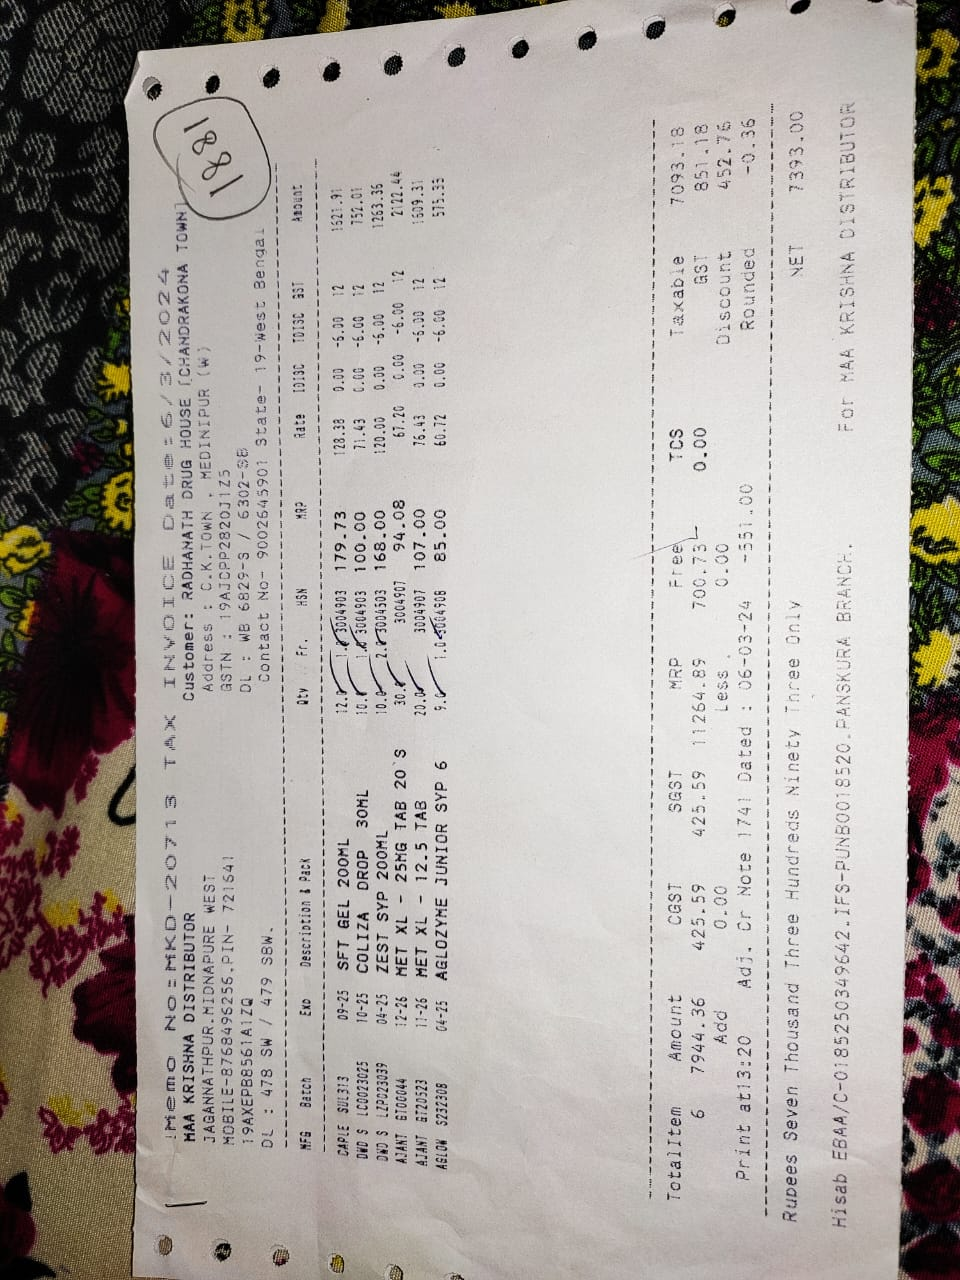 !Memo No:MKD-20713 TAX INVOICE Date:6/3/2024
MAA KRISHNA DISTRIBUTOR Customer: RADHANATH DRUG HOUSE [CHANDRAKONA TOWN]
JAGANNATHPUR.MIDNAPURE WEST Address : C.K.TOWN , MEDINIPUR (W)
MOBILE-8768495256.PIN- 721641 GSTN : 19AJCPP2820J1Z5
19AXEPB8561A1ZQ DL : WB 6829-S / 6302-SB
DL : 478 SW / 479 SBW. Contact No- 9002645901 State- 19-West Bengal
1881
MFG Batch Exp Description & Pack Qty Fr. HSN MRP Rate IDISC TDISC GST Amount
CAPLE SUL313 09-25 SFT GEL 200ML 12.0 1.0 3004903 179.73 128.38 0.00 -6.00 12 1621.91
DWD S LC0023025 10-25 COLIZA DROP 30ML 10.0 1.0 3004903 100.00 71.43 0.00 -6.00 12 752.01
DWD S LZP023039 04-25 ZEST SYP 200ML 10.0 2.0 3004503 168.00 120.00 0.00 -6.00 12 1263.36
AJANT GT00044 12-26 MET XL - 25MG TAB 20`S 30.0 3004907 94.08 67.20 0.00 -6.00 12 2122.44
AJANT GT20523 11-26 MET XL - 12.5 TAB 20.0 3004907 107.00 76.43 0.00 -6.00 12 1609.31
AGLOW S232308 04-25 AGLOZYME JUNIOR SYP 6 9.0 1.0 3004908 85.00 60.72 0.00 -6.00 12 575.33
TotalItem Amount CGST SGST MRP Free TCS Taxable 7093.18
6 7944.36 425.59 425.59 11264.89 700.73 0.00 GST 851.18
Add 0.00 Less 0.00 Discount 452.76
Print at13:20 Adj. Cr Note 1741 Dated : 06-03-24 -551.00 Rounded -0.36
Rupees Seven Thousand Three Hundreds Ninety Three Only NET 7393.00
Hisab EBAA/C-0185250349642.IFS-PUNB0018520.PANSKURA BRANCH. For MAA KRISHNA DISTRIBUTOR